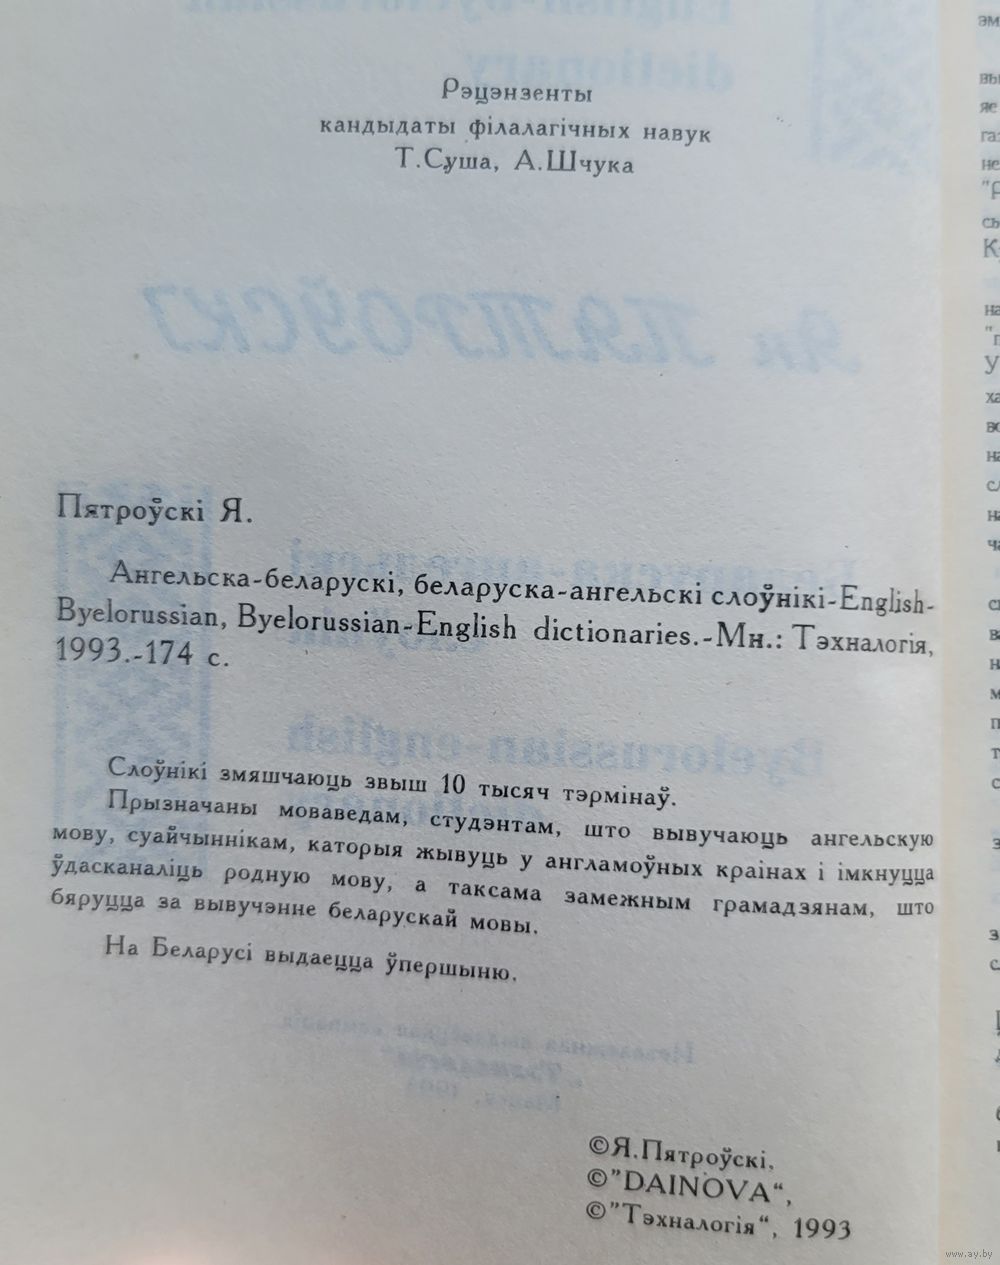 Рэцэнзенты
кандыдаты філалагічных навук
Т.Суша, А.Шчука
Пятроўскі Я.
Ангельска-беларускі, беларуска-ангельскі слоўнікі-English-
Byelorussian, Byelorussian-English dictionaries.-Мн.: Тэхналогія,
1993.-174 с.
Слоўнікі змяшчаюць звыш 10 тысяч тэрмінаў.
Прызначаны моваведам, студэнтам, што вывучаюць ангельскую
мову, суайчыннікам, каторыя жывуць у англамоўных краінах і імкнуцца
ўдасканаліць родную мову, а таксама замежным грамадзянам, што
бяруцца за вывучэнне беларускай мовы.
На Беларусі выдаецца ўпершыню.
©Я.Пятроўскі,
©"DAINOVA“,
©"Тэхналогія“, 1993
www.ay.by